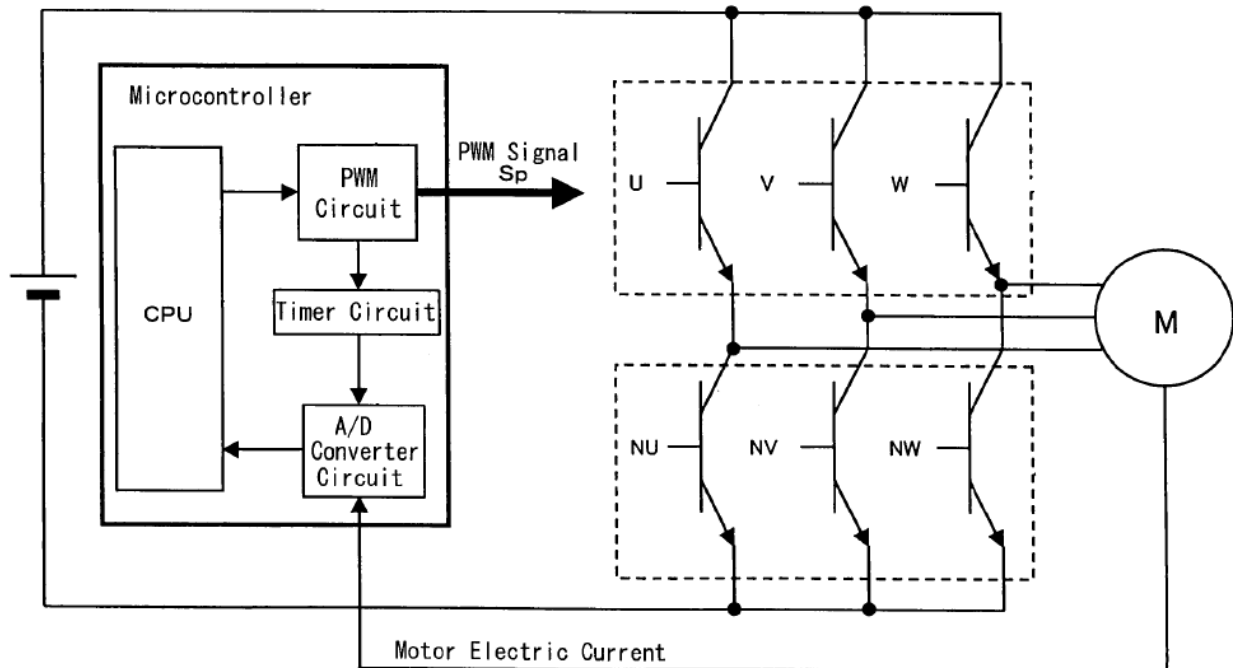 Microcontroller
CPU
PWM
Circuit
PWM Signal
Sp
Timer Circuit
A/D
Converter
Circuit
U
V
W
M
NU
NV
NW
Motor Electric Current